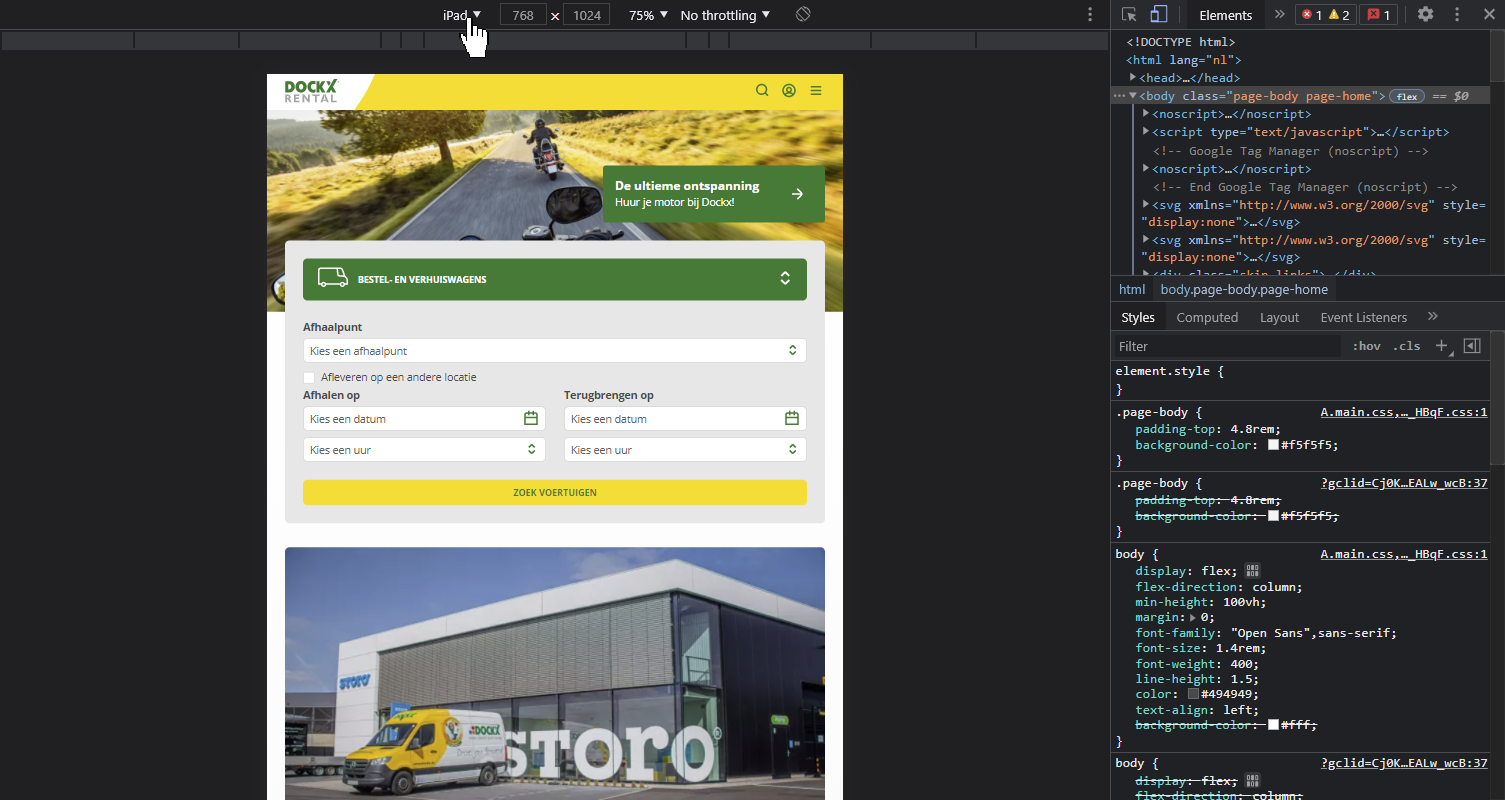 iPad 768 × 1024 75% No throttling
DOCKX
RENTAL
De ultieme ontspanning
Huur je motor bij Dockx!
BESTEL- EN VERHUISWAGENS
Afhaalpunt
Kies een afhaalpunt
Afleveren op een andere locatie
Afhalen op Terugbrengen op
Kies een datum Kies een datum
Kies een uur Kies een uur
ZOEK VOERTUIGEN
STORO
DOCKX
STORO®
Elements 1 2 1
<!DOCTYPE html>
<html lang="nl">
<head>…</head>
<body class="page-body page-home"> flex == $0
<noscript>…</noscript>
<script type="text/javascript">…</script>
<!-- Google Tag Manager (noscript) -->
<noscript>…</noscript>
<!-- End Google Tag Manager (noscript) -->
<svg xmlns="http://www.w3.org/2000/svg" style=
"display:none">…</svg>
<svg xmlns="http://www.w3.org/2000/svg" style=
"display:none">…</svg>
<div class="skip-links">…</div>
html body.page-body.page-home
Styles Computed Layout Event Listeners
Filter :hov .cls
element.style {
}
.page-body { A.main.css,…_HBqF.css:1
padding-top: 4.8rem;
background-color: #f5f5f5;
}
.page-body { ?gclid=Cj0K…EALw_wcB:37
padding-top: 4.8rem;
background-color: #f5f5f5;
}
body { A.main.css,…_HBqF.css:1
display: flex;
flex-direction: column;
min-height: 100vh;
margin: 0;
font-family: "Open Sans",sans-serif;
font-size: 1.4rem;
font-weight: 400;
line-height: 1.5;
color: #494949;
text-align: left;
background-color: #fff;
}
body { ?gclid=Cj0K…EALw_wcB:37
display: flex;
flex-direction: column;